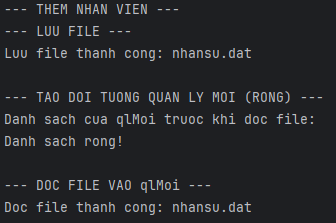 --- THEM NHAN VIEN ---
--- LUU FILE ---
Luu file thanh cong: nhansu.dat
--- TAO DOI TUONG QUAN LY MOI (RONG) ---
Danh sach cua qlMoi truoc khi doc file:
Danh sach rong!
--- DOC FILE VAO qlMoi ---
Doc file thanh cong: nhansu.dat